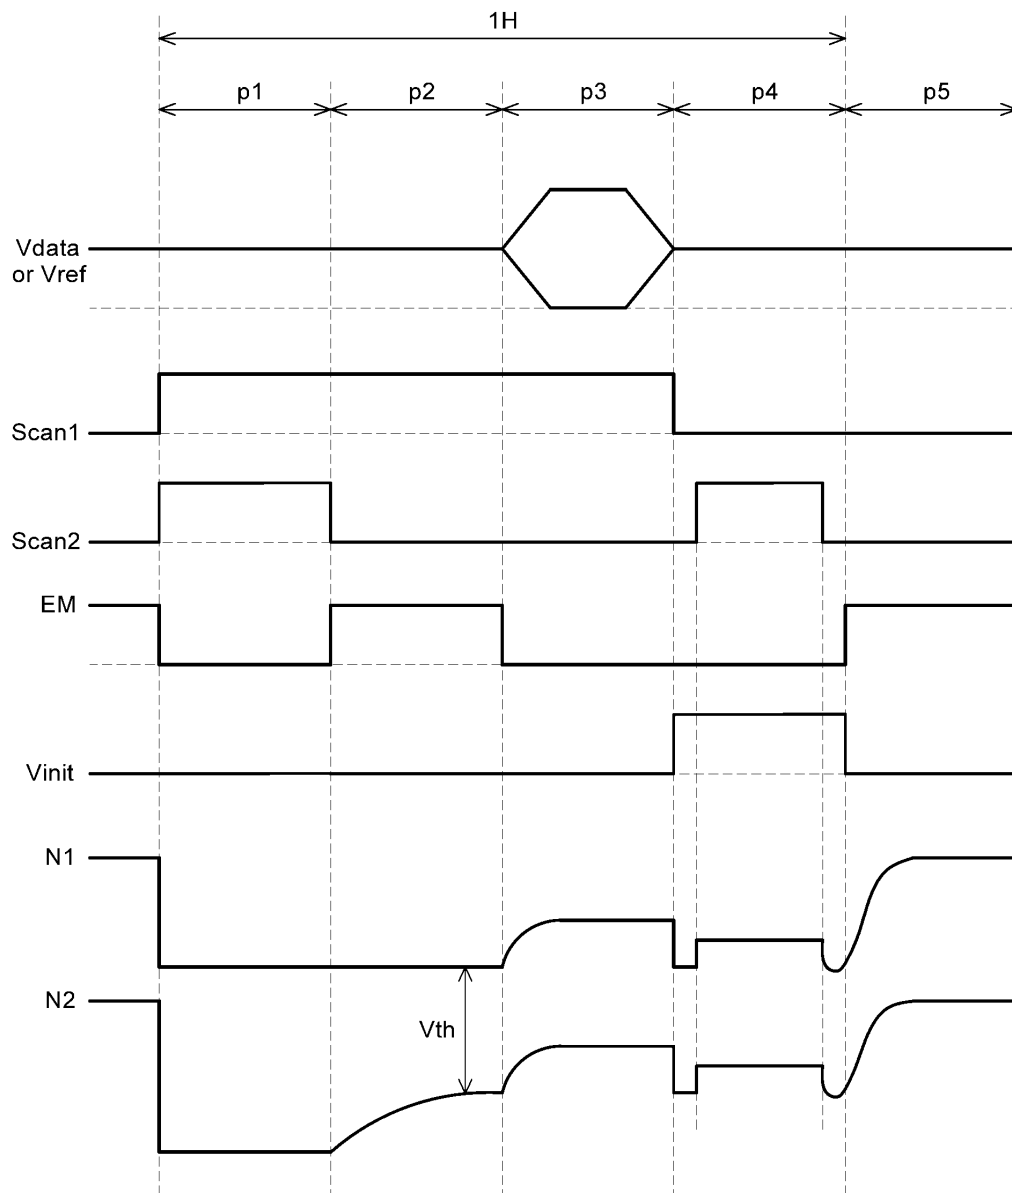 1H
p1 p2 p3 p4 p5
Vdata
or Vref
Scan1
Scan2
EM
Vinit
N1
N2
Vth